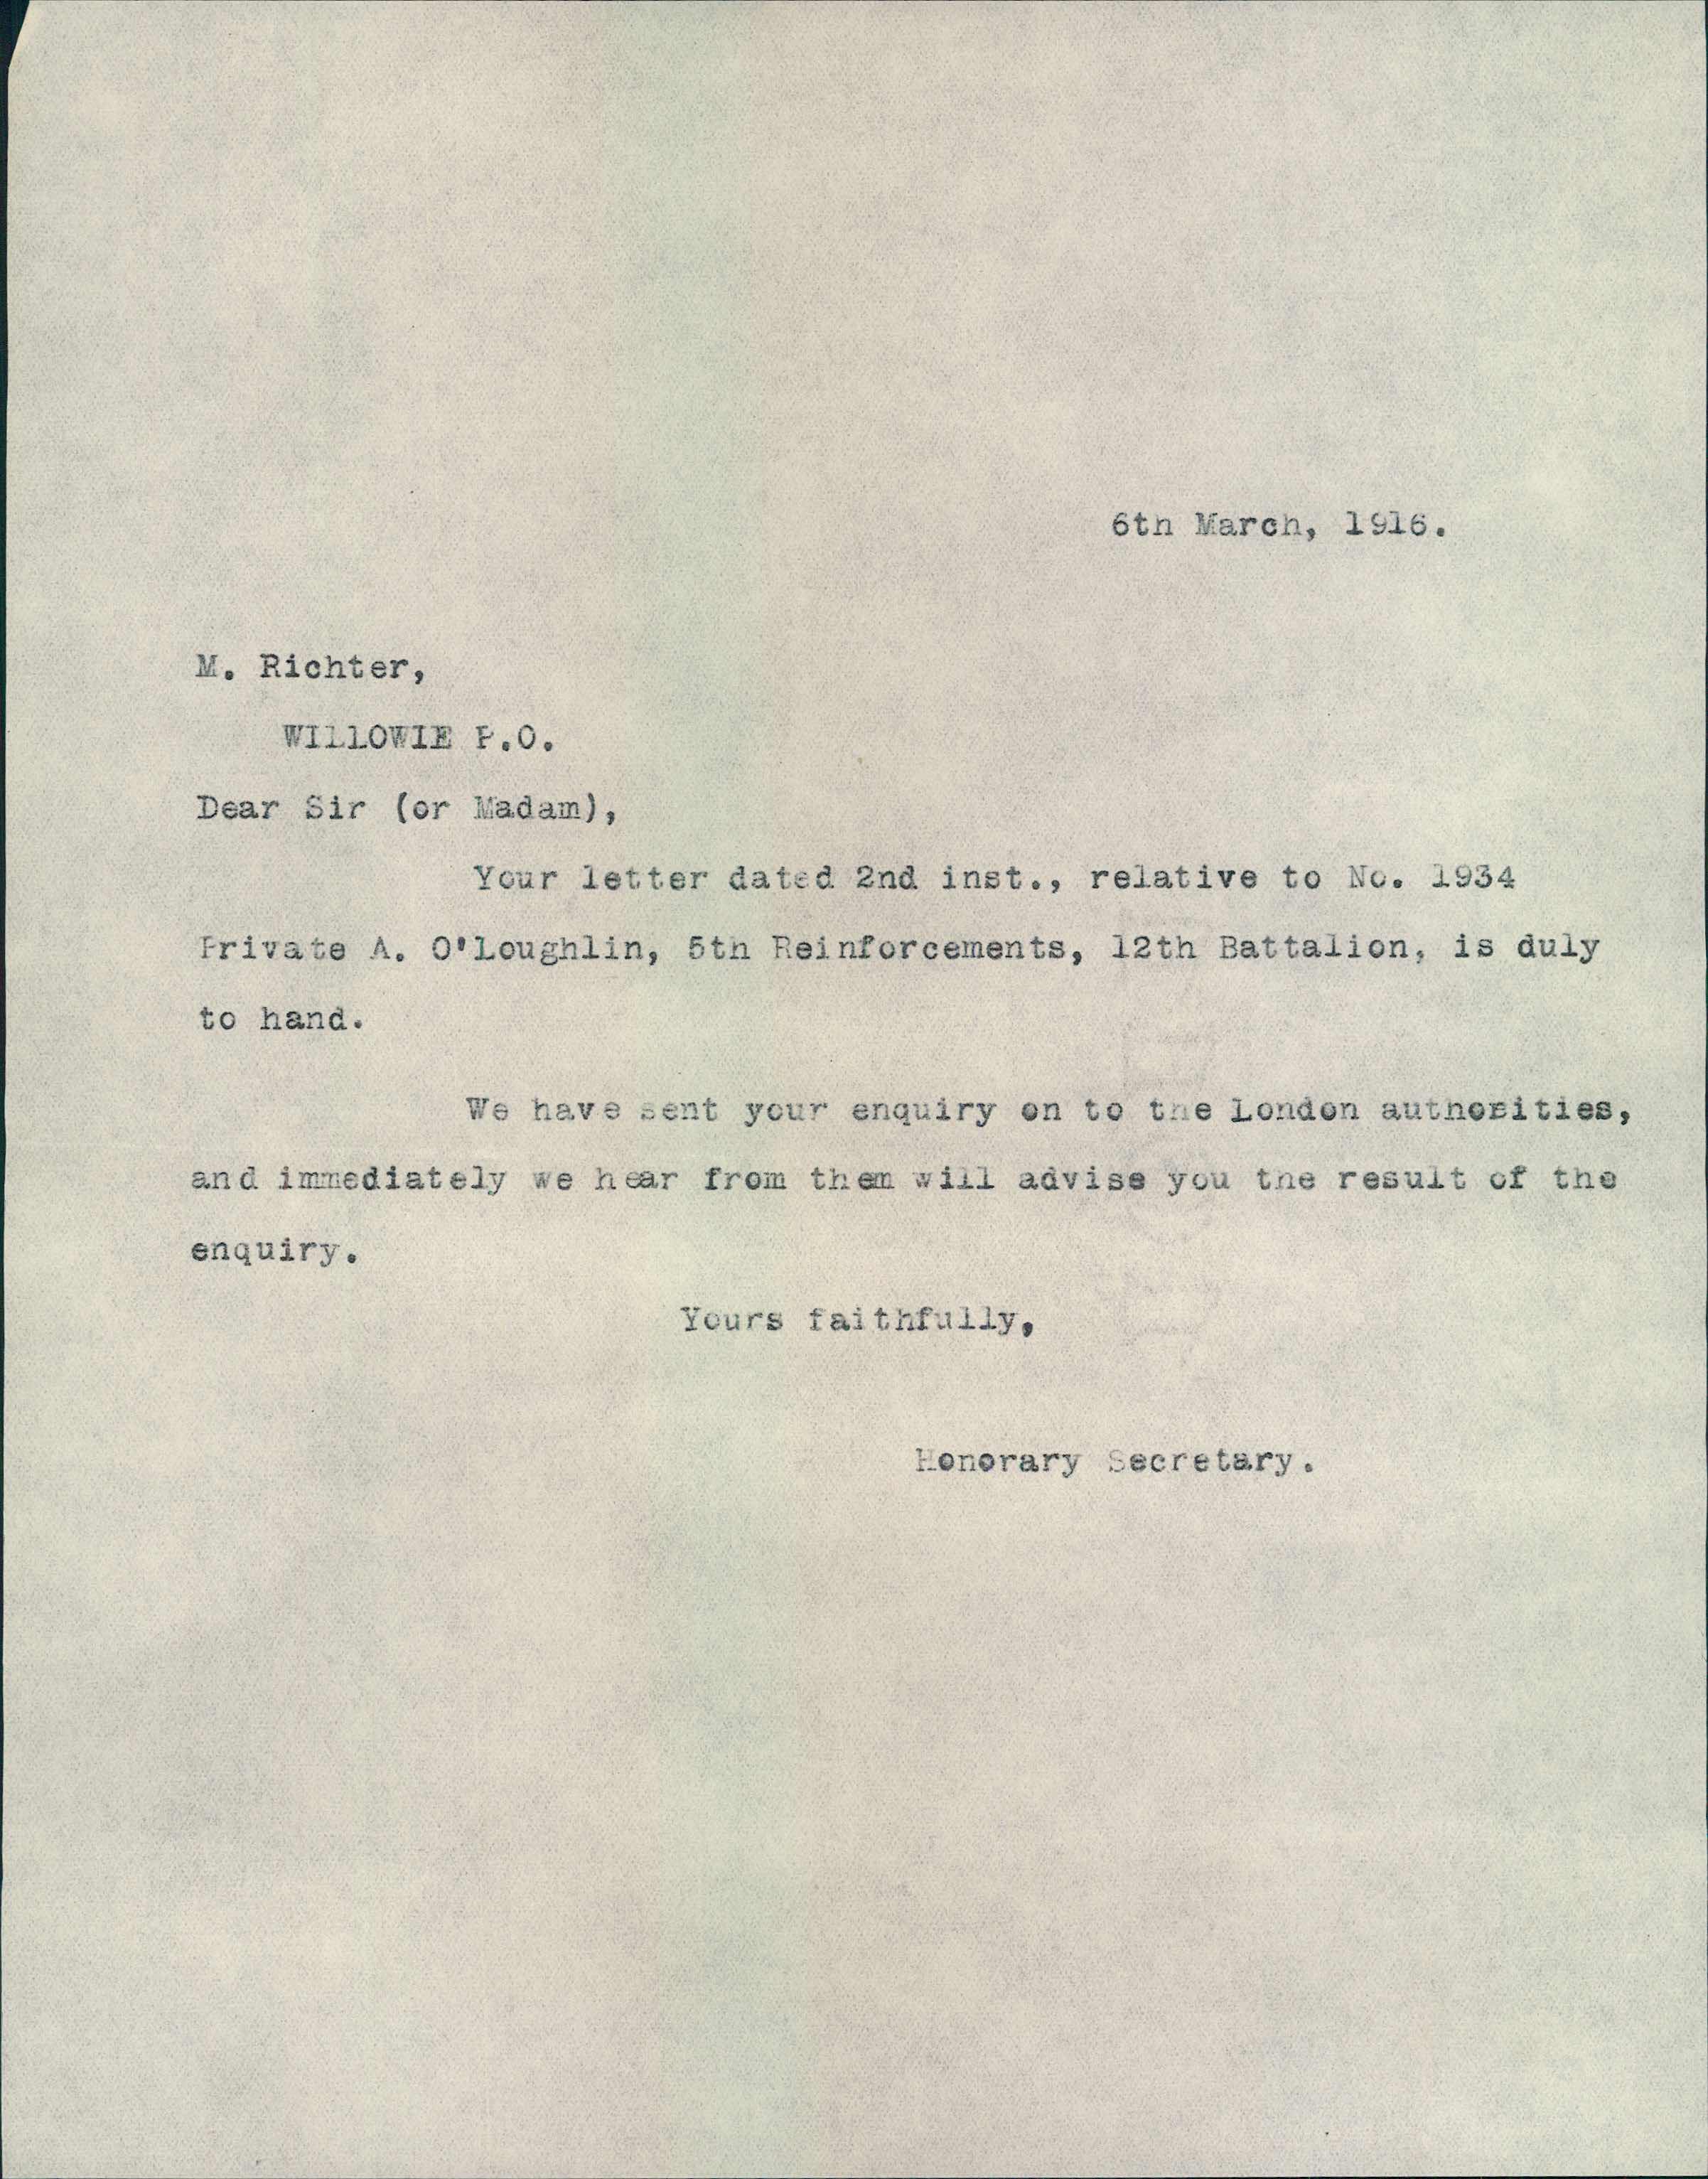 6th March, 1916.
M. Richter,
WILLOWIE P.O.
Dear Sir (or Madam),
Your letter dated 2nd inst., relative to No. 1934
Private A. O'Loughlin, 5th Reinforcements, 12th Battalion, is duly
to hand.
We have sent your enquiry on to the London authorities,
and immediately we hear from them will advise you the result of the
enquiry.
Yours faithfully,
Honorary Secretary.